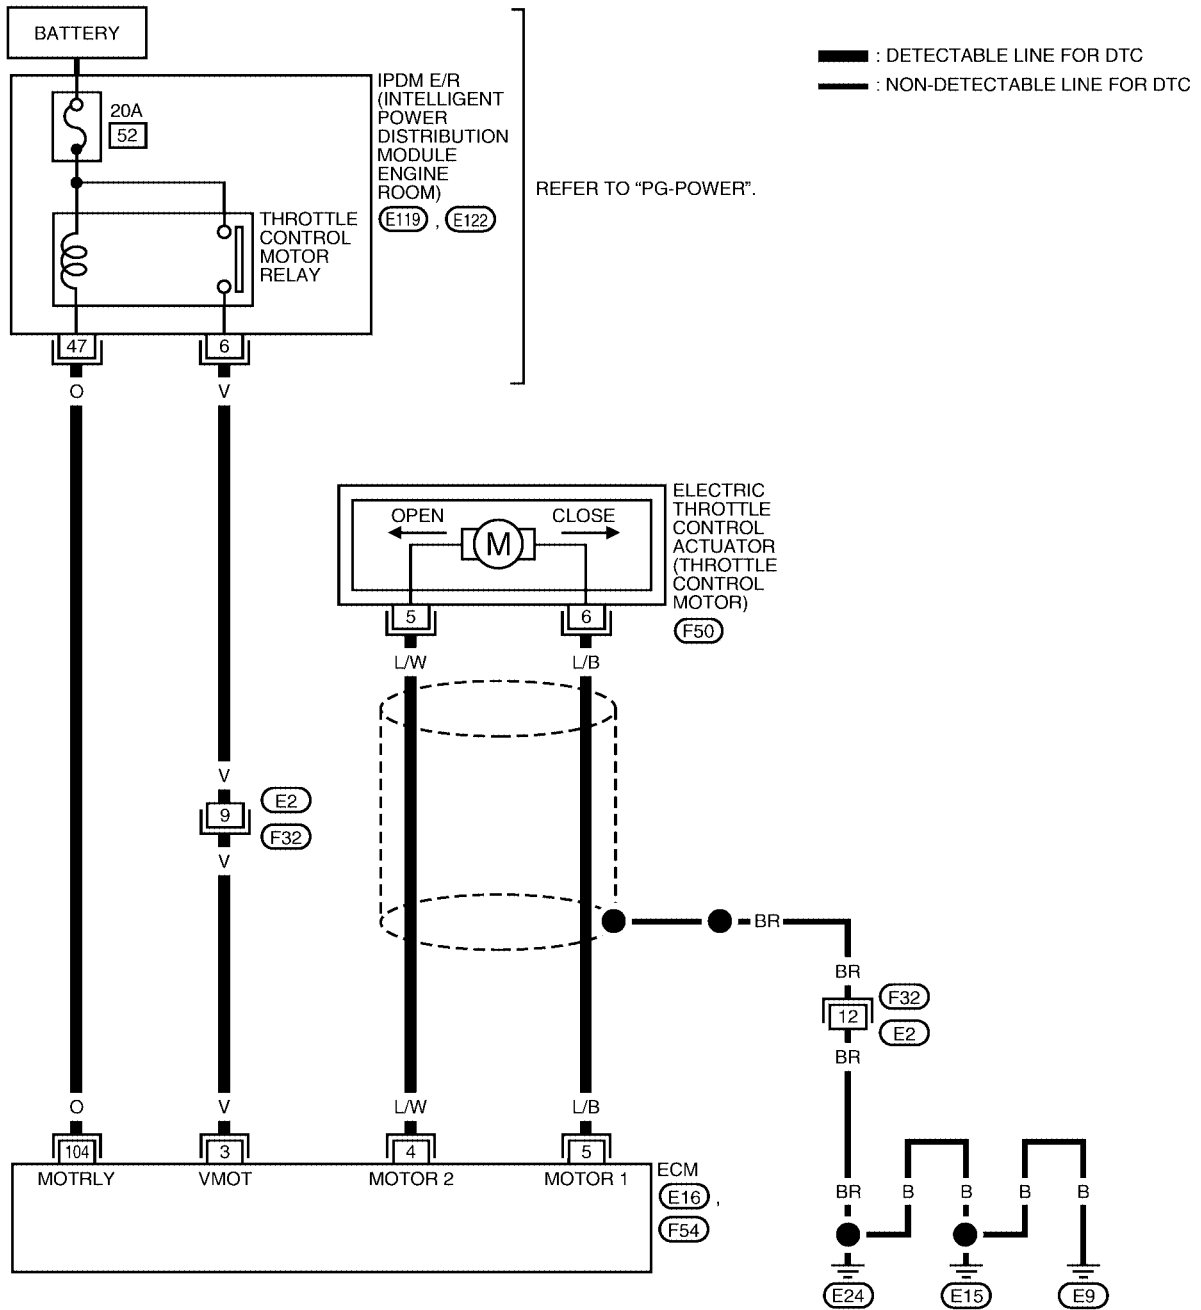 BATTERY
: DETECTABLE LINE FOR DTC
: NON-DETECTABLE LINE FOR DTC
20A
52
IPDM E/R
(INTELLIGENT
POWER
DISTRIBUTION
MODULE
ENGINE
ROOM)
E119 , E122
REFER TO “PG-POWER”.
THROTTLE
CONTROL
MOTOR
RELAY
47
6
O
V
OPEN
CLOSE
M
ELECTRIC
THROTTLE
CONTROL
ACTUATOR
(THROTTLE
CONTROL
MOTOR)
F50
5
6
L/W
L/B
V
9
E2
F32
V
BR
BR
12
F32
E2
BR
O
V
L/W
L/B
104
3
4
5
MOTRLY
VMOT
MOTOR 2
MOTOR 1
ECM
E16 ,
F54
BR
B
B
B
B
E24
E15
E9